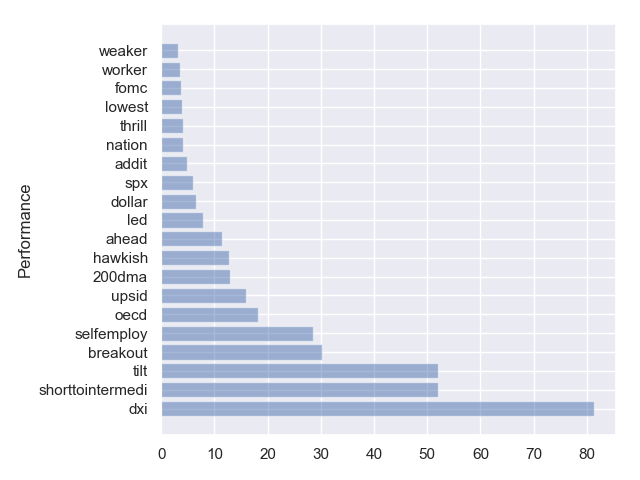 weaker
worker
fomc
lowest
thrill
nation
addit
spx
dollar
led
ahead
hawkish
200dma
upsid
oecd
selfemploy
breakout
tilt
shorttointermedi
dxi
Performance
0 10 20 30 40 50 60 70 80